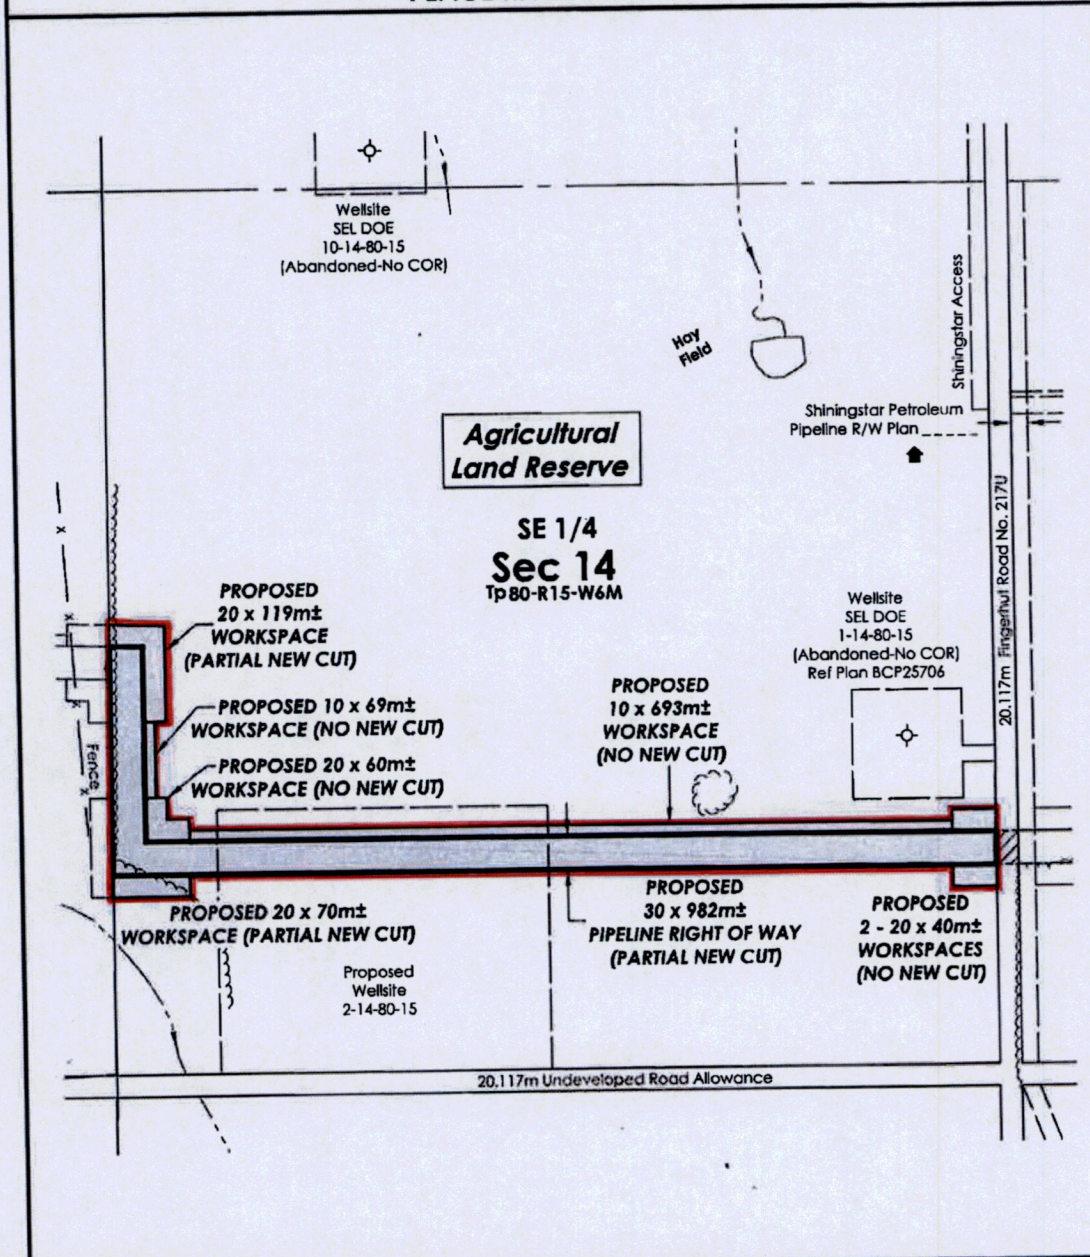 Wellsite
SEL DOE
10-14-80-15
(Abandoned-No COR)
Hay
Field
Shiningstar Access
Shiningstar Petroleum
Pipeline R/W Plan
Agricultural
Land Reserve
SE 1/4
Sec 14
Tp80-R15-W6M
20.117m Fingerhut Road No. 217U
Wellsite
SEL DOE
1-14-80-15
(Abandoned-No COR)
Ref Plan BCP25706
PROPOSED
20 x 119m±
WORKSPACE
(PARTIAL NEW CUT)
PROPOSED 10 x 69m±
WORKSPACE (NO NEW CUT)
PROPOSED 20 x 60m±
WORKSPACE (NO NEW CUT)
PROPOSED
10 x 693m±
WORKSPACE
(NO NEW CUT)
Fence
PROPOSED 20 x 70m±
WORKSPACE (PARTIAL NEW CUT)
PROPOSED
30 x 982m±
PIPELINE RIGHT OF WAY
(PARTIAL NEW CUT)
PROPOSED
2 - 20 x 40m±
WORKSPACES
(NO NEW CUT)
Proposed
Wellsite
2-14-80-15
20.117m Undeveloped Road Allowance